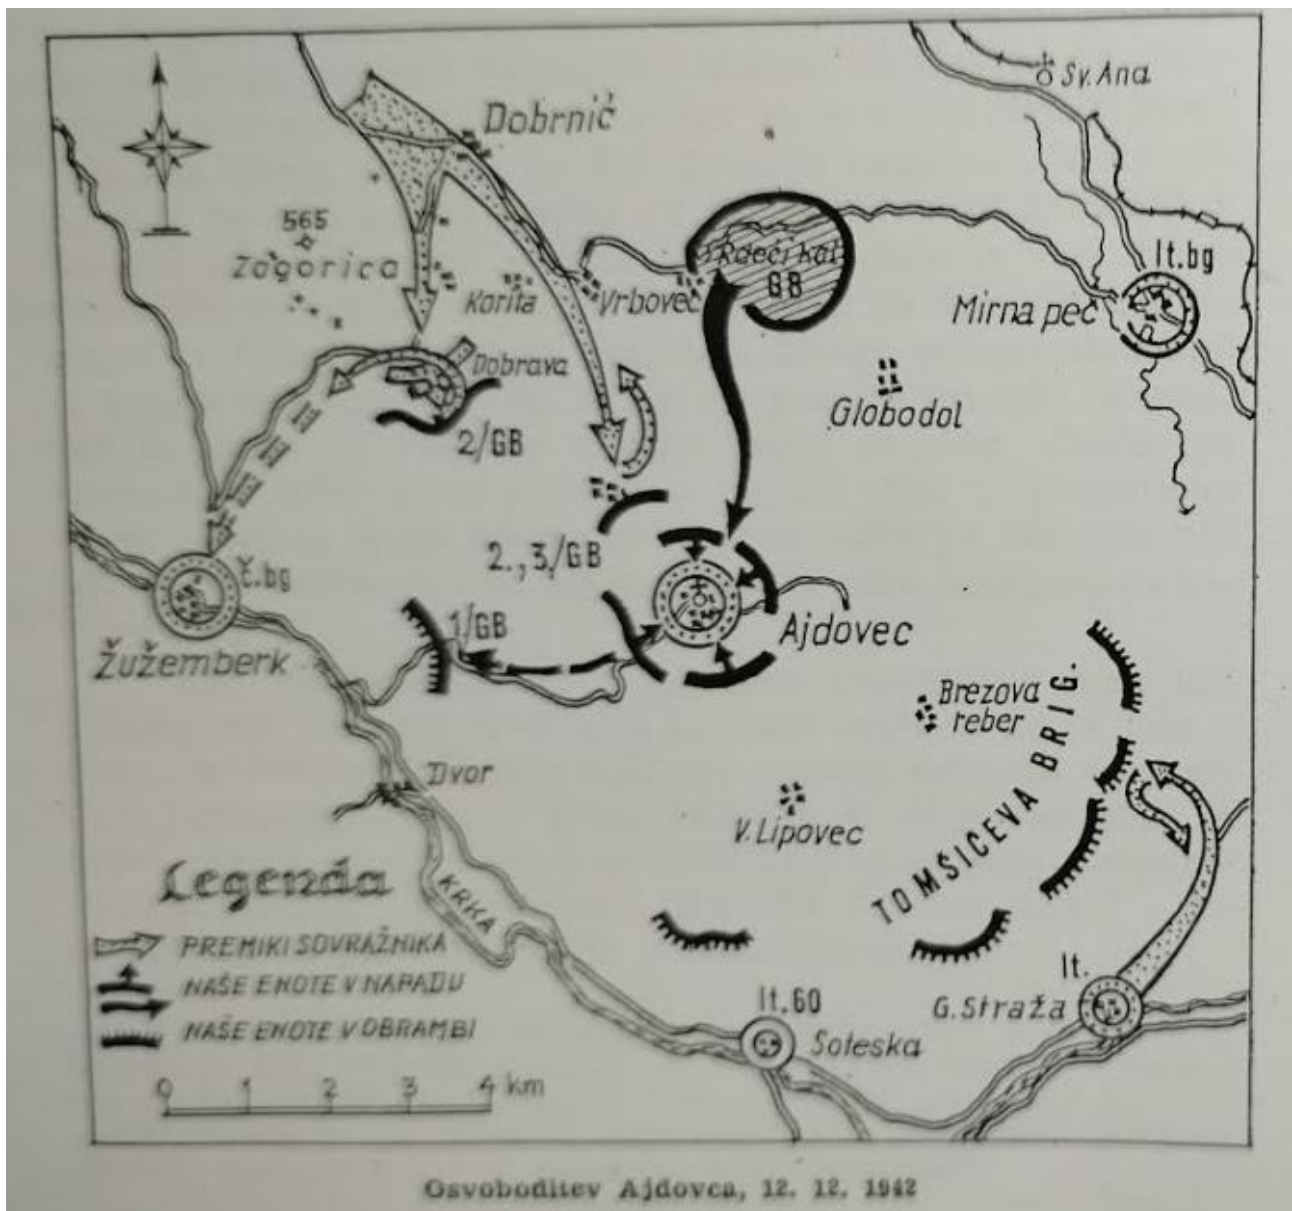 Sv. Ana
Dobrnič
565
Zagorica
Korita
Vrbovec
GB
It.bg
Mirna peč
Dobrava
Globodol
2/GB
2., 3,/GB
č.bg
1/GB
Ajdovec
Žužemberk
Brezova
reber
TOMŠIČEVA BRIG.
Dvor
V. Lipovec
Legenda
KRKA
PREMIKI SOVRAŽNIKA
NAŠE ENOTE V NAPADU
NAŠE ENOTE V OBRAMBI
It.
G. Straža
It.60
Soteska
0 1 2 3 4 km
Osvoboditev Ajdovca, 12. 12. 1942